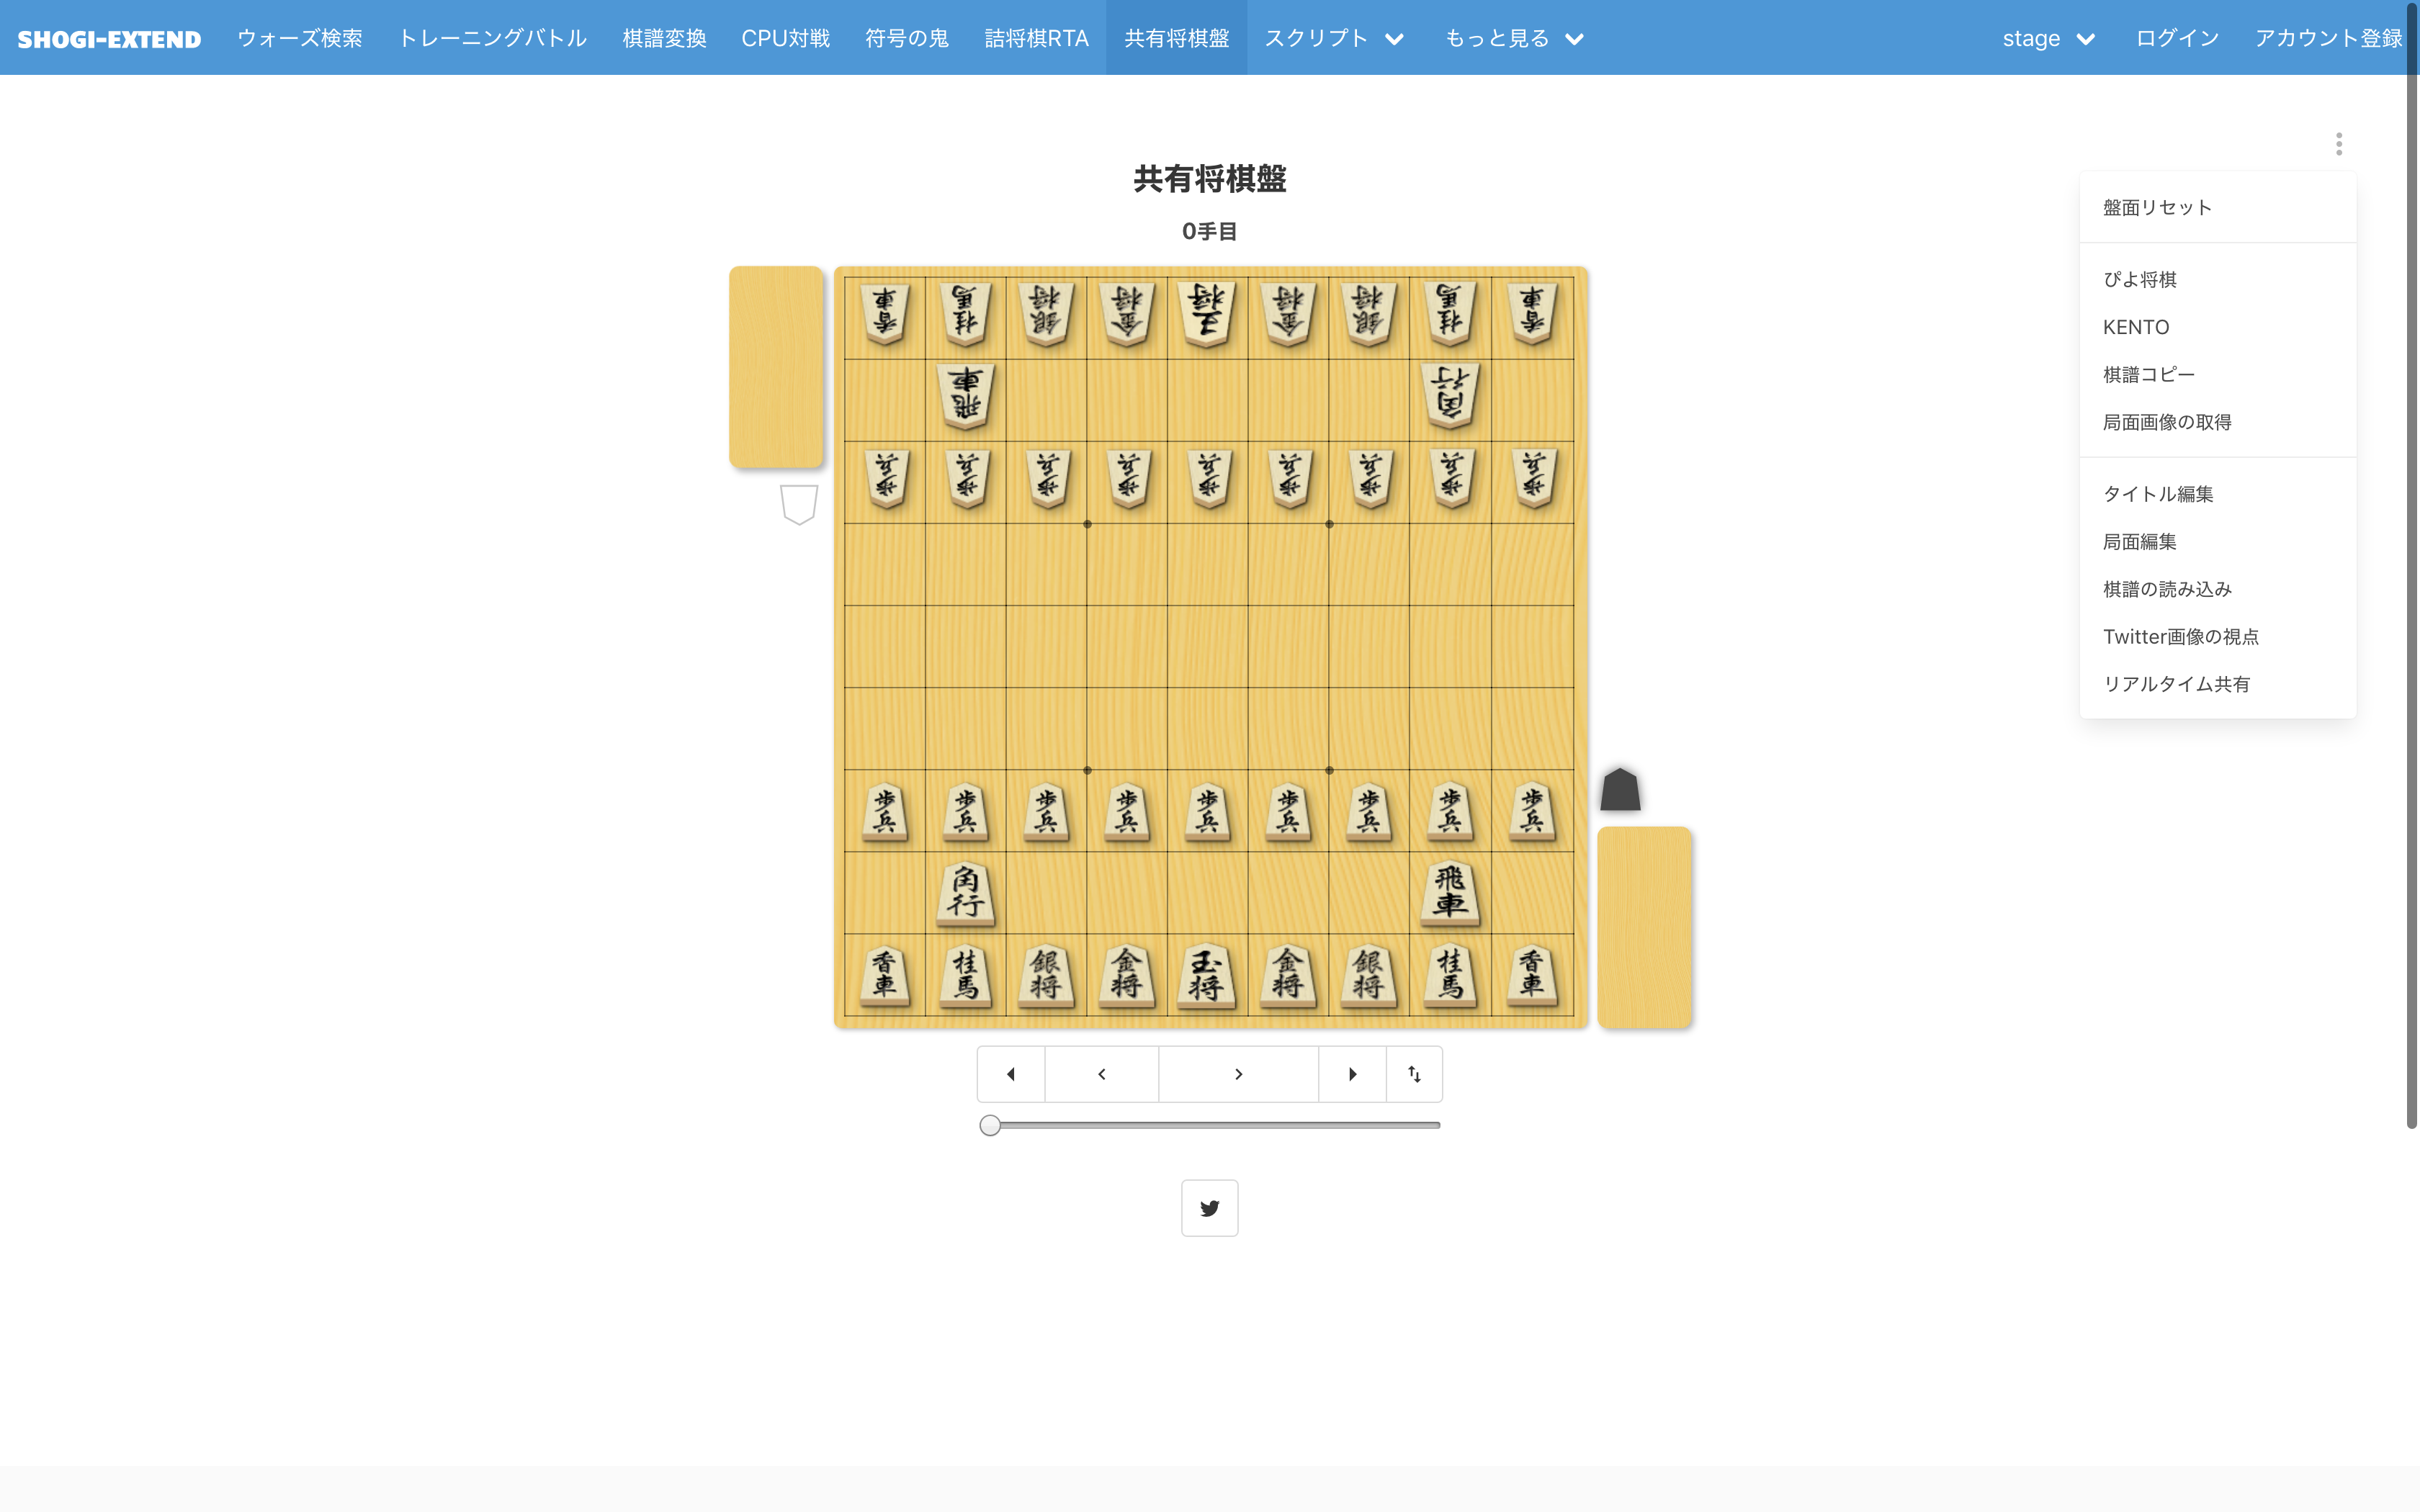 SHOGI-EXTEND ウォーズ検索 トレーニングバトル 棋譜変換 CPU対戦 符号の鬼 詰将棋RTA 共有将棋盤 スクリプト もっと見る stage ログイン アカウント登録
共有将棋盤
0手目
盤面リセット
ぴよ将棋
KENTO
棋譜コピー
局面画像の取得
タイトル編集
局面編集
棋譜の読み込み
Twitter画像の視点
リアルタイム共有
香車 桂馬 銀将 金将 王将 金将 銀将 桂馬 香車
飛車 角行
歩兵 歩兵 歩兵 歩兵 歩兵 歩兵 歩兵 歩兵 歩兵
歩兵 歩兵 歩兵 歩兵 歩兵 歩兵 歩兵 歩兵 歩兵
角行 飛車
香車 桂馬 銀将 金将 玉将 金将 銀将 桂馬 香車